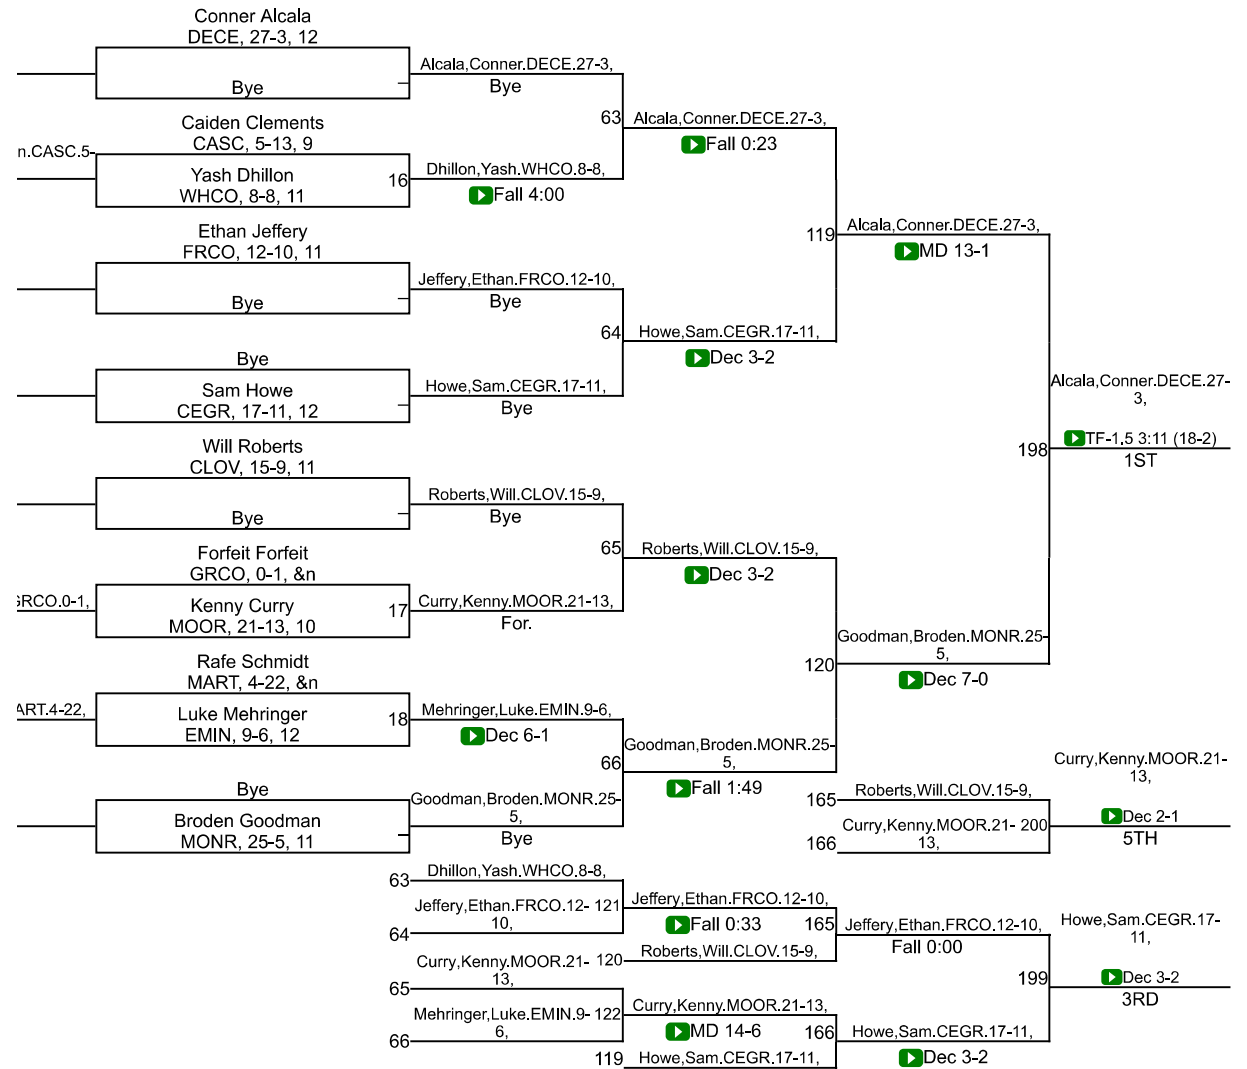 Conner Alcala
DECE, 27-3, 12
Alcala,Conner.DECE.27-3,
Bye
Bye
63
Alcala,Conner.DECE.27-3,
Fall 0:23
Caiden Clements
CASC, 5-13, 9
n.CASC.5-
Yash Dhillon
WHCO, 8-8, 11
16
Dhillon,Yash.WHCO.8-8,
Fall 4:00
Ethan Jeffery
FRCO, 12-10, 11
119
Alcala,Conner.DECE.27-3,
MD 13-1
Jeffery,Ethan.FRCO.12-10,
Bye
Bye
64
Howe,Sam.CEGR.17-11,
Dec 3-2
Bye
Sam Howe
CEGR, 17-11, 12
Howe,Sam.CEGR.17-11,
Bye
Alcala,Conner.DECE.27-
3,
198
TF-1.5 3:11 (18-2)
1ST
Will Roberts
CLOV, 15-9, 11
Roberts,Will.CLOV.15-9,
Bye
Bye
65
Roberts,Will.CLOV.15-9,
Dec 3-2
Forfeit Forfeit
GRCO, 0-1, &n
GRCO.0-1,
Kenny Curry
MOOR, 21-13, 10
17
Curry,Kenny.MOOR.21-13,
For.
Goodman,Broden.MONR.25-
5,
120
Dec 7-0
Rafe Schmidt
MART, 4-22, &n
ART.4-22,
Luke Mehringer
EMIN, 9-6, 12
18
Mehringer,Luke.EMIN.9-6,
Dec 6-1
66
Goodman,Broden.MONR.25-
5,
Fall 1:49
Bye
Broden Goodman
MONR, 25-5, 11
Goodman,Broden.MONR.25-
5,
Bye
165
Roberts,Will.CLOV.15-9,
166
Curry,Kenny.MOOR.21-
13,
200
Curry,Kenny.MOOR.21-
13,
Dec 2-1
5TH
63
Dhillon,Yash.WHCO.8-8,
64
Jeffery,Ethan.FRCO.12-
10,
121
Jeffery,Ethan.FRCO.12-10,
Fall 0:33
120
Roberts,Will.CLOV.15-9,
165
Jeffery,Ethan.FRCO.12-10,
Fall 0:00
65
Curry,Kenny.MOOR.21-
13,
66
Mehringer,Luke.EMIN.9-
6,
122
Curry,Kenny.MOOR.21-13,
MD 14-6
119
Howe,Sam.CEGR.17-11,
166
Howe,Sam.CEGR.17-11,
Dec 3-2
199
Howe,Sam.CEGR.17-
11,
Dec 3-2
3RD